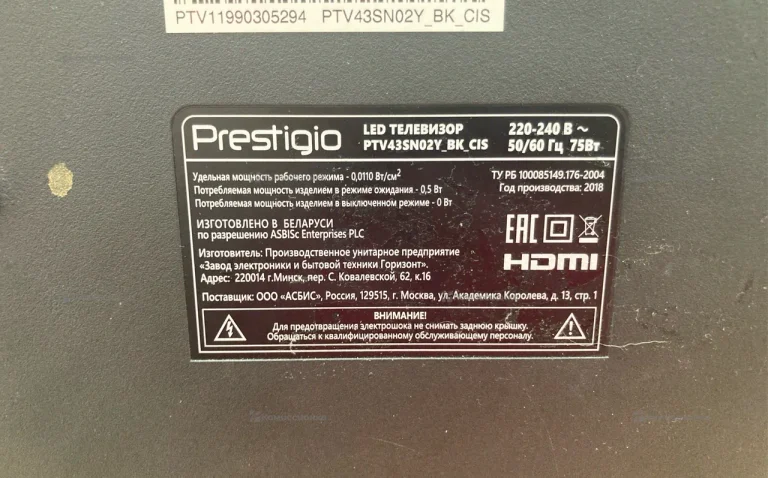 PTV11990305294 PTV43SN02Y_BK_CIS
Prestigio
LED ТЕЛЕВИЗОР
PTV43SN02Y_BK_CIS
220-240 В ~
50/60 Гц 75Вт
Удельная мощность рабочего режима - 0,0110 Вт/см²
Потребляемая мощность изделием в режиме ожидания - 0,5 Вт
Потребляемая мощность изделием в выключенном режиме - 0 Вт
ТУ РБ 100085149.176-2004
Год производства: 2018
ИЗГОТОВЛЕНО В БЕЛАРУСИ
по разрешению ASBISc Enterprises PLC
EAC
HDMI
Изготовитель: Производственное унитарное предприятие
«Завод электроники и бытовой техники Горизонт».
Адрес: 220014 г.Минск, пер. С. Ковалевской, 62, к.16
Поставщик: ООО «АСБИС», Россия, 129515, г. Москва, ул. Академика Королева, д. 13, стр. 1
ВНИМАНИЕ!
Для предотвращения электрошока не снимать заднюю крышку.
Обращаться к квалифицированному обслуживающему персоналу.